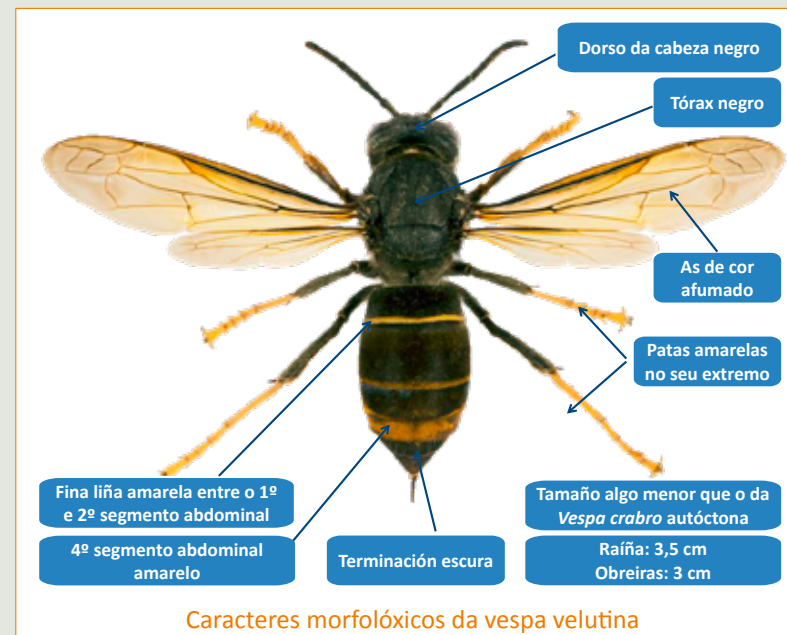 Dorso da cabeza negro
Tórax negro
As de cor
afumado
Patas amarelas
no seu extremo
Fina liña amarela entre o 1º
e 2º segmento abdominal
4º segmento abdominal
amarelo
Terminación escura
Tamaño algo menor que o da
Vespa crabro autóctona
Raíña: 3,5 cm
Obreiras: 3 cm
Caracteres morfolóxicos da vespa velutina